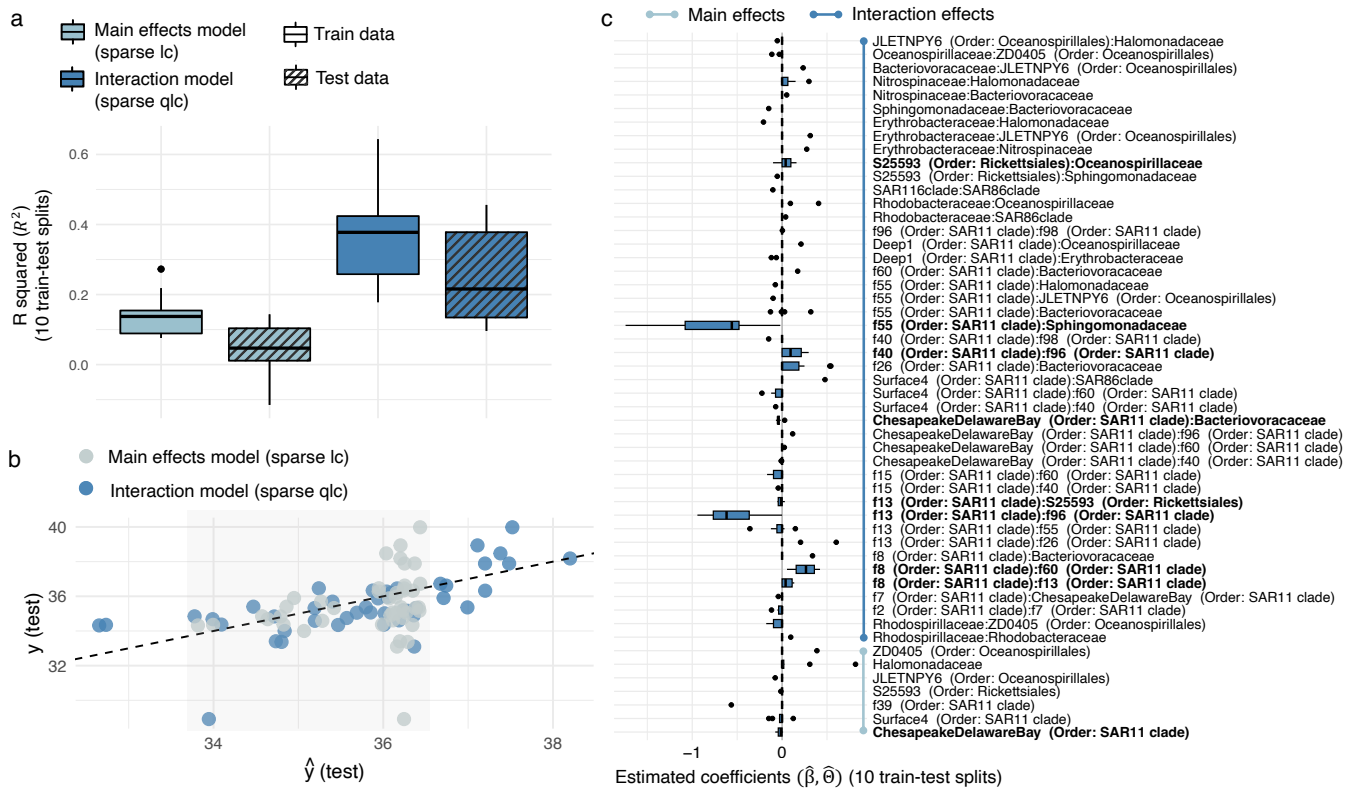 a
Main effects model
(sparse lc)
Train data
Interaction model
(sparse qlc)
Test data
R squared (R²)
(10 train-test splits)
0.6
0.4
0.2
0.0
b
Main effects model (sparse lc)
Interaction model (sparse qlc)
y (test)
40
36
32
34
36
38
ŷ (test)
c
Main effects
Interaction effects
JLETNPY6 (Order: Oceanospirillales):Halomonadaceae
Oceanospirillaceae:ZD0405 (Order: Oceanospirillales)
Bacteriovoracaceae:JLETNPY6 (Order: Oceanospirillales)
Nitrospinaceae:Halomonadaceae
Nitrospinaceae:Bacteriovoracaceae
Sphingomonadaceae:Bacteriovoracaceae
Erythrobacteraceae:Halomonadaceae
Erythrobacteraceae:JLETNPY6 (Order: Oceanospirillales)
Erythrobacteraceae:Nitrospinaceae
S25593 (Order: Rickettsiales):Oceanospirillaceae
S25593 (Order: Rickettsiales):Sphingomonadaceae
SAR116clade:SAR86clade
Rhodobacteraceae:Oceanospirillaceae
Rhodobacteraceae:SAR86clade
f96 (Order: SAR11 clade):f98 (Order: SAR11 clade)
Deep1 (Order: SAR11 clade):Oceanospirillaceae
Deep1 (Order: SAR11 clade):Erythrobacteraceae
f60 (Order: SAR11 clade):Bacteriovoracaceae
f55 (Order: SAR11 clade):Halomonadaceae
f55 (Order: SAR11 clade):JLETNPY6 (Order: Oceanospirillales)
f55 (Order: SAR11 clade):Bacteriovoracaceae
f55 (Order: SAR11 clade):Sphingomonadaceae
f40 (Order: SAR11 clade):f98 (Order: SAR11 clade)
f40 (Order: SAR11 clade):f96 (Order: SAR11 clade)
f26 (Order: SAR11 clade):Bacteriovoracaceae
Surface4 (Order: SAR11 clade):SAR86clade
Surface4 (Order: SAR11 clade):f60 (Order: SAR11 clade)
Surface4 (Order: SAR11 clade):f40 (Order: SAR11 clade)
ChesapeakeDelawareBay (Order: SAR11 clade):Bacteriovoracaceae
ChesapeakeDelawareBay (Order: SAR11 clade):f96 (Order: SAR11 clade)
ChesapeakeDelawareBay (Order: SAR11 clade):f60 (Order: SAR11 clade)
ChesapeakeDelawareBay (Order: SAR11 clade):f40 (Order: SAR11 clade)
f15 (Order: SAR11 clade):f60 (Order: SAR11 clade)
f15 (Order: SAR11 clade):f40 (Order: SAR11 clade)
f13 (Order: SAR11 clade):S25593 (Order: Rickettsiales)
f13 (Order: SAR11 clade):f96 (Order: SAR11 clade)
f13 (Order: SAR11 clade):f55 (Order: SAR11 clade)
f13 (Order: SAR11 clade):f26 (Order: SAR11 clade)
f8 (Order: SAR11 clade):Bacteriovoracaceae
f8 (Order: SAR11 clade):f60 (Order: SAR11 clade)
f8 (Order: SAR11 clade):f13 (Order: SAR11 clade)
f7 (Order: SAR11 clade):ChesapeakeDelawareBay (Order: SAR11 clade)
f2 (Order: SAR11 clade):f7 (Order: SAR11 clade)
Rhodospirillaceae:ZD0405 (Order: Oceanospirillales)
Rhodospirillaceae:Rhodobacteraceae
ZD0405 (Order: Oceanospirillales)
Halomonadaceae
JLETNPY6 (Order: Oceanospirillales)
S25593 (Order: Rickettsiales)
f39 (Order: SAR11 clade)
Surface4 (Order: SAR11 clade)
ChesapeakeDelawareBay (Order: SAR11 clade)
−1
0
Estimated coefficients (β̂, Θ̂) (10 train-test splits)